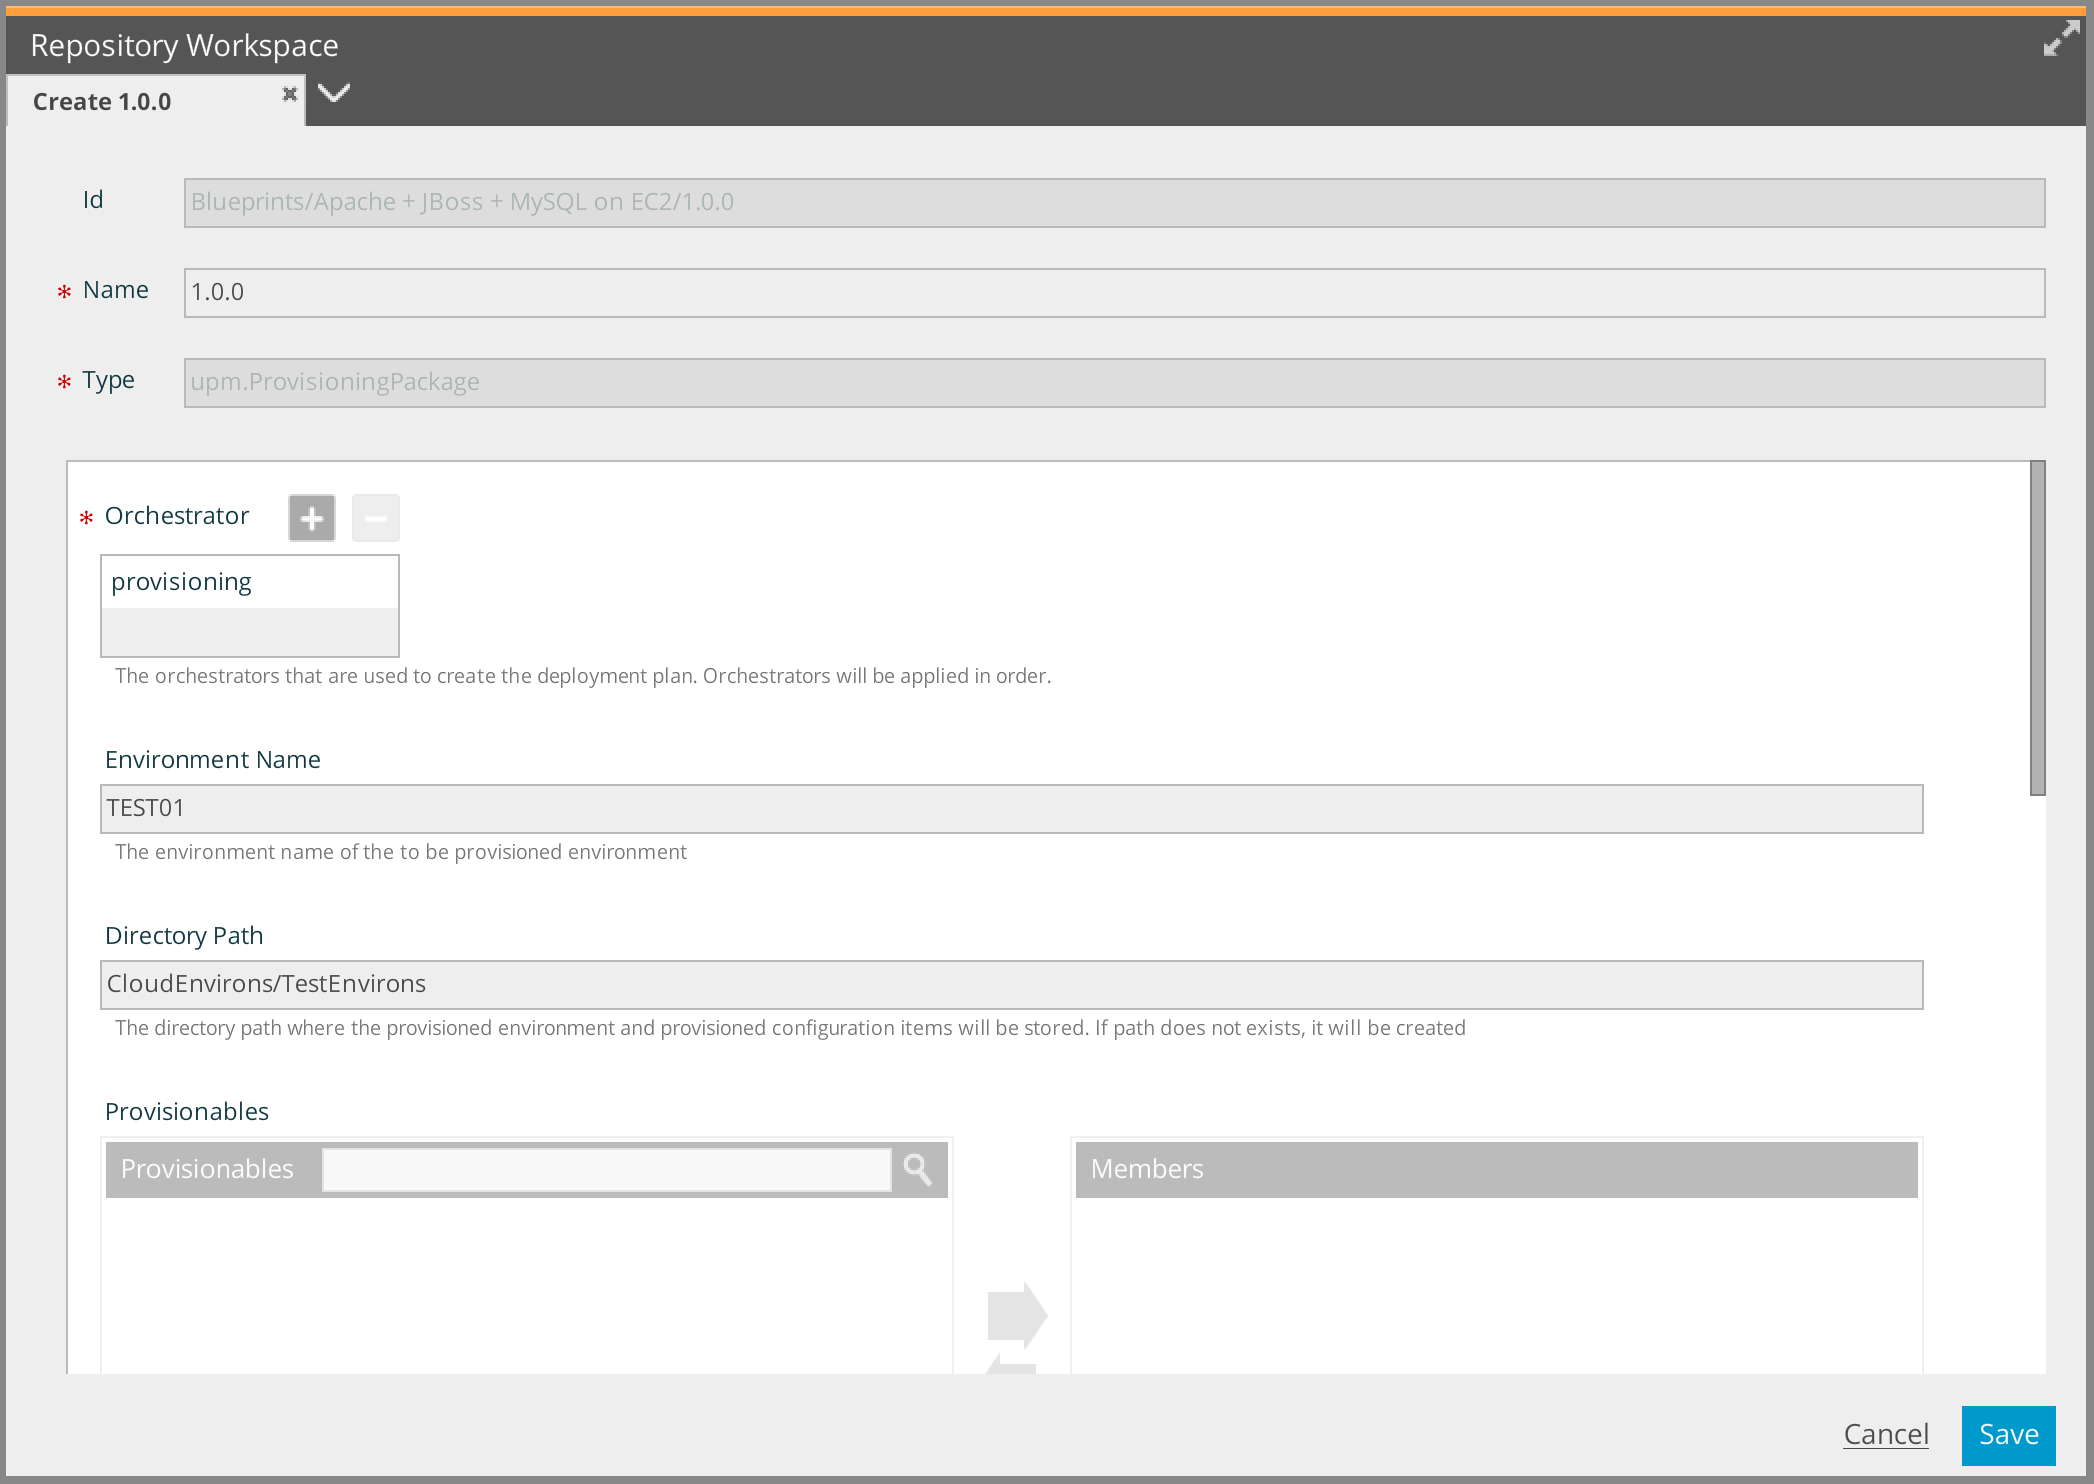 Repository Workspace
Create 1.0.0
Id
Blueprints/Apache + JBoss + MySQL on EC2/1.0.0
* Name
1.0.0
* Type
upm.ProvisioningPackage
* Orchestrator
provisioning
The orchestrators that are used to create the deployment plan. Orchestrators will be applied in order.
Environment Name
TEST01
The environment name of the to be provisioned environment
Directory Path
CloudEnvirons/TestEnvirons
The directory path where the provisioned environment and provisioned configuration items will be stored. If path does not exists, it will be created
Provisionables
Provisionables
Members
Cancel
Save